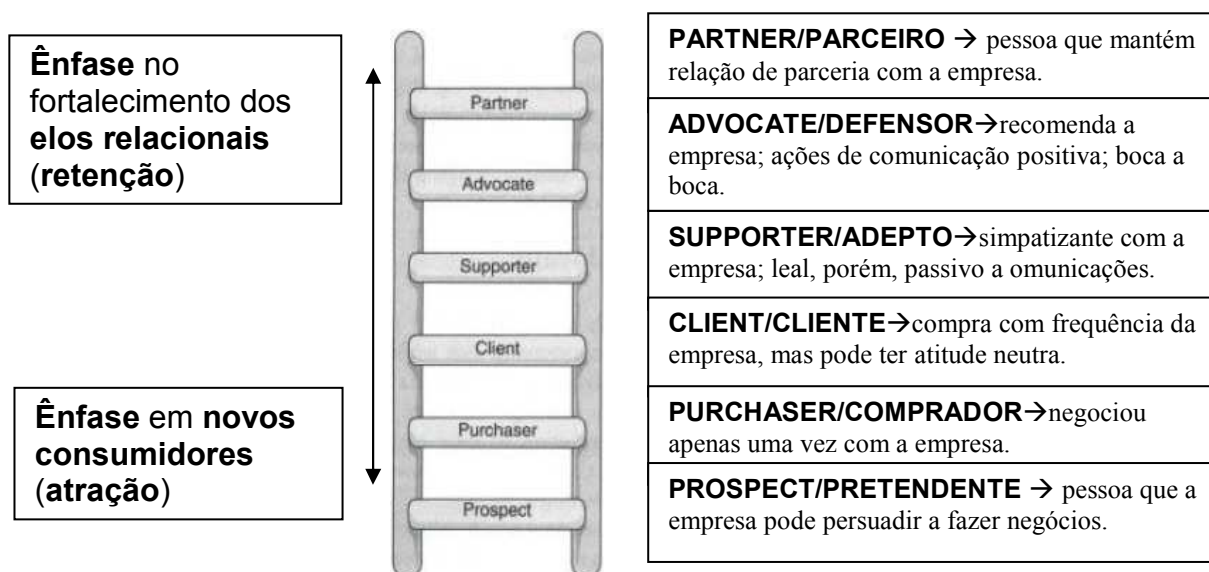 Ênfase no
fortalecimento dos
elos relacionais
(retenção)
Ênfase em novos
consumidores
(atração)
Partner
Advocate
Supporter
Client
Purchaser
Prospect
PARTNER/PARCEIRO → pessoa que mantém
relação de parceria com a empresa.
ADVOCATE/DEFENSOR→recomenda a
empresa; ações de comunicação positiva; boca a
boca.
SUPPORTER/ADEPTO→simpatizante com a
empresa; leal, porém, passivo a omunicações.
CLIENT/CLIENTE→compra com frequência da
empresa, mas pode ter atitude neutra.
PURCHASER/COMPRADOR→negociou
apenas uma vez com a empresa.
PROSPECT/PRETENDENTE → pessoa que a
empresa pode persuadir a fazer negócios.